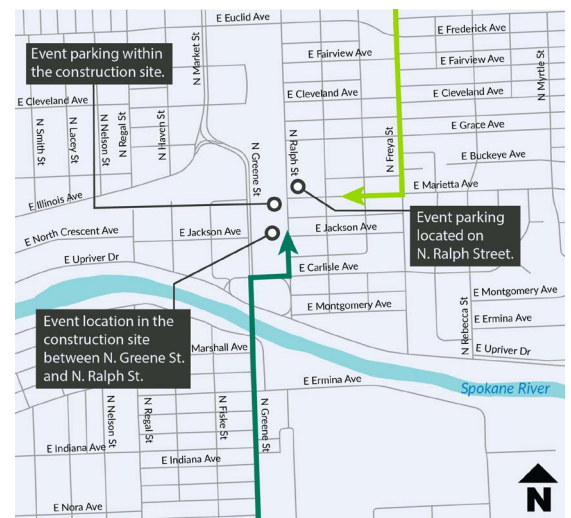 E Euclid Ave
E Frederick Ave
N Market St
Event parking within
the construction site.
E Fairview Ave
E Fairview Ave
N Myrtle St
E Cleveland Ave
E Cleveland Ave
E Cleveland Ave
N Smith St
N Lacey St
N Nelson St
N Regal St
N Haven St
N Greene St
N Ralph St
N Freya St
E Grace Ave
E Buckeye Ave
E Marietta Ave
E Illinois Ave
E North Crescent Ave
E Jackson Ave
E Jackson Ave
Event parking
located on
N. Ralph Street.
E Upriver Dr
E Carlisle Ave
E Montgomery Ave
E Montgomery Ave
N Rebecca St
E Ermina Ave
Event location in the
construction site
between N. Greene St.
and N. Ralph St.
Marshall Ave
E Upriver Dr
E Ermina Ave
Spokane River
N Nelson St
N Regal St
N Fiske St
N Greene St
E Indiana Ave
E Indiana Ave
E Nora Ave
N